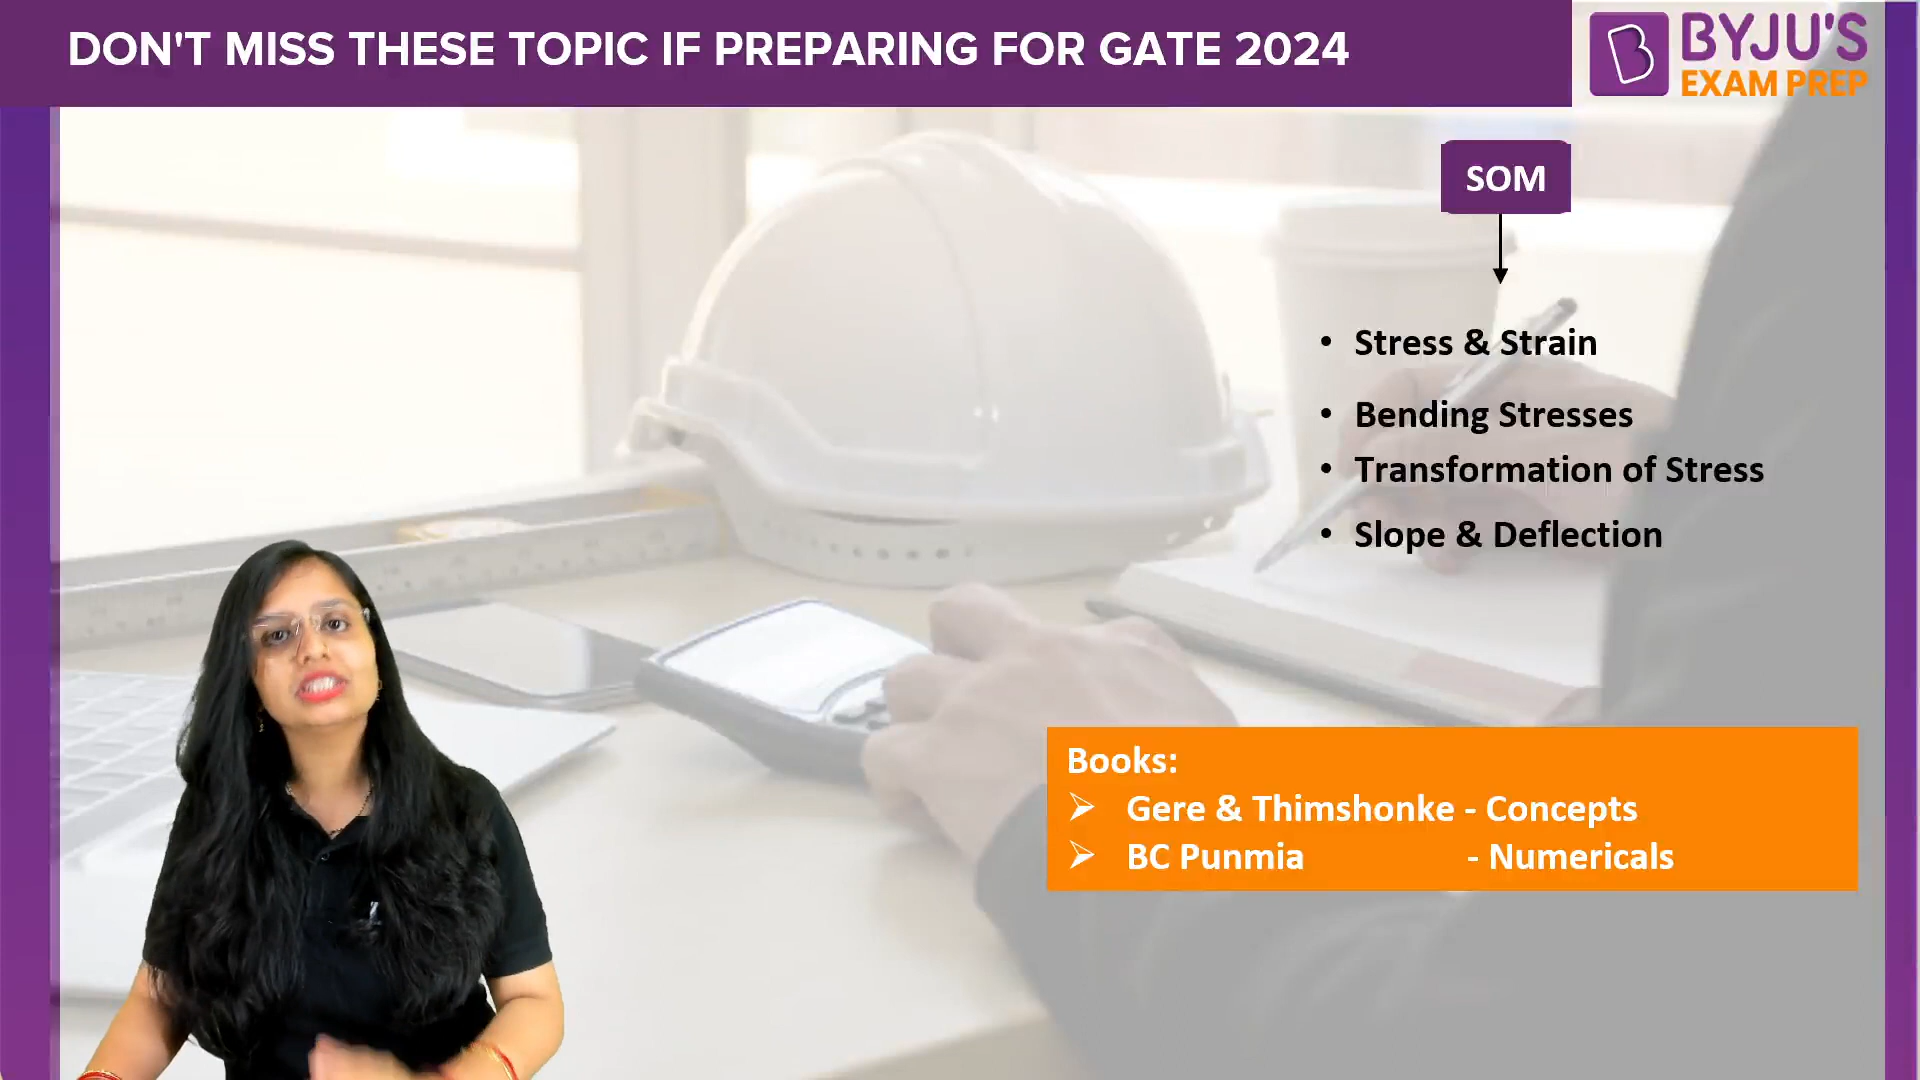 DON'T MISS THESE TOPIC IF PREPARING FOR GATE 2024
BYJU'S
EXAM PREP
SOM
• Stress & Strain
• Bending Stresses
• Transformation of Stress
• Slope & Deflection
Books:
➢ Gere & Thimshonke - Concepts
➢ BC Punmia - Numericals